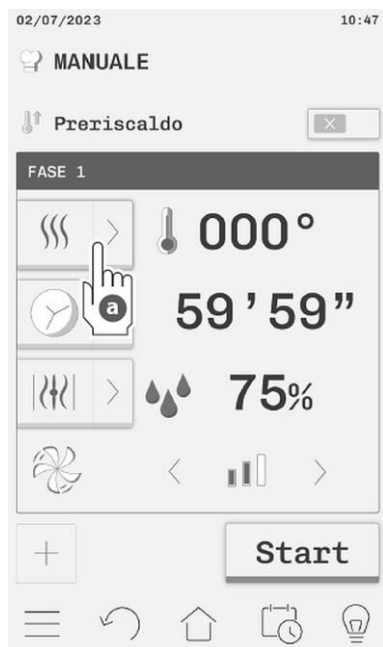 02/07/2023 10:47
MANUALE
Preriscaldo
FASE 1
000°
a
59’59”
75%
Start